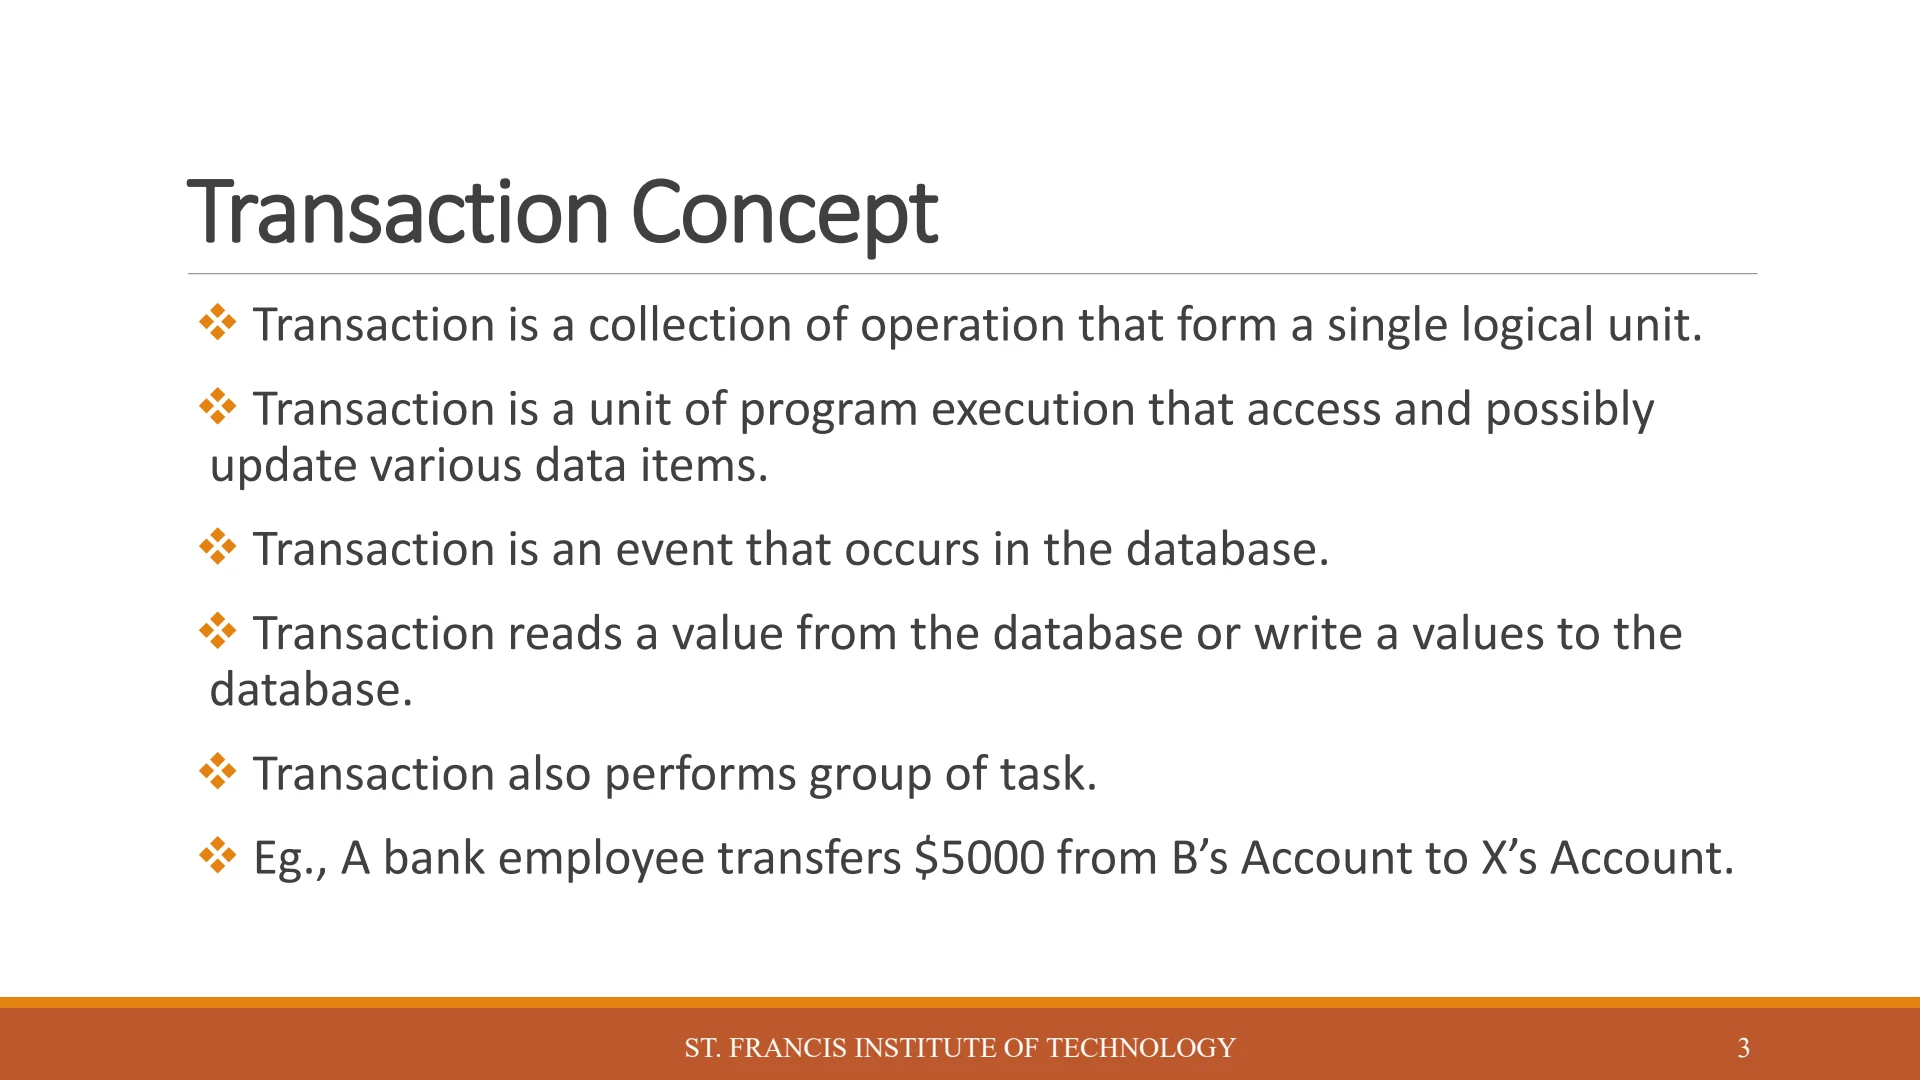 Transaction Concept
❖ Transaction is a collection of operation that form a single logical unit.
❖ Transaction is a unit of program execution that access and possibly
update various data items.
❖ Transaction is an event that occurs in the database.
❖ Transaction reads a value from the database or write a values to the
database.
❖ Transaction also performs group of task.
❖ Eg., A bank employee transfers $5000 from B’s Account to X’s Account.
ST. FRANCIS INSTITUTE OF TECHNOLOGY
3